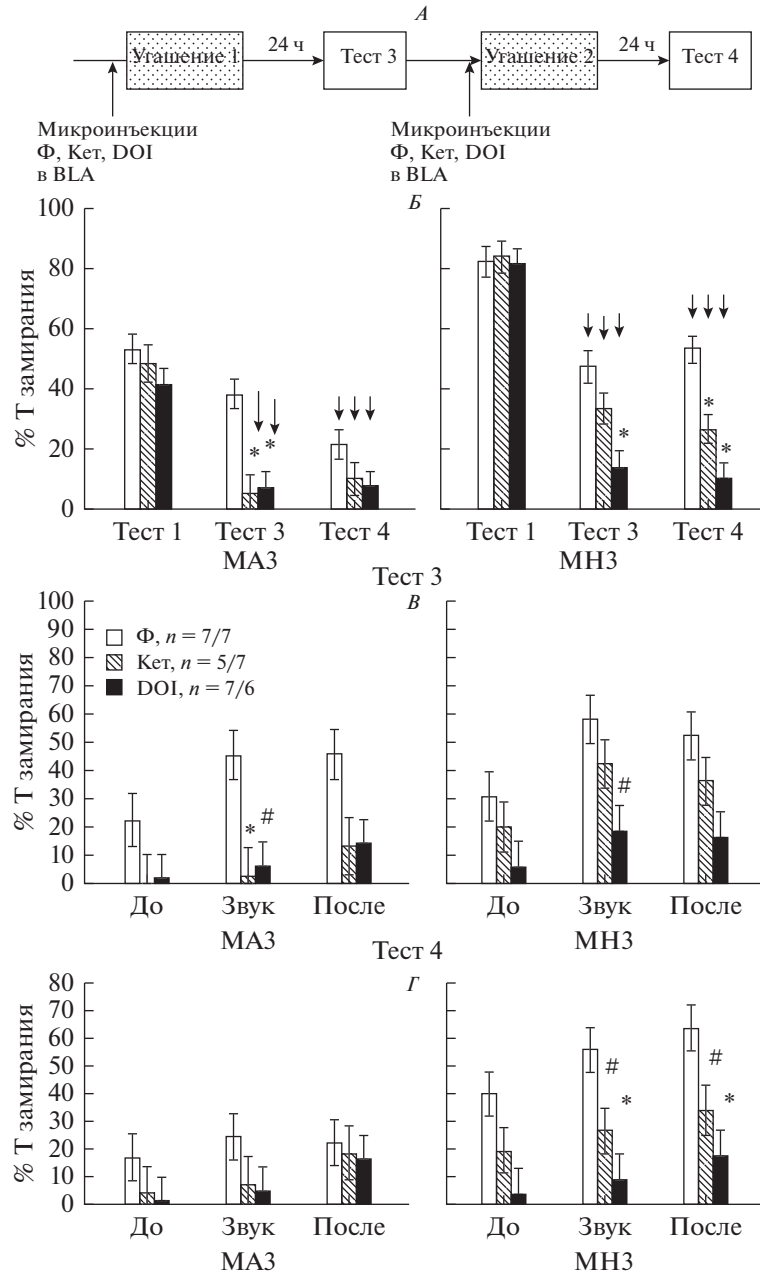 А
Угашение 1
24 ч
Тест 3
Угашение 2
24 ч
Тест 4
Микроинъекции
Ф, Кет, DOI
в BLA
Микроинъекции
Ф, Кет, DOI
в BLA
Б
% Т замирания
100
80
60
40
20
0
* *
*
*
*
Тест 1 Тест 3 Тест 4
МАЗ
Тест 1 Тест 3 Тест 4
МНЗ
Тест 3
В
% Т замирания
100
90
80
70
60
50
40
30
20
10
0
Ф, n = 7/7
Кет, n = 5/7
DOI, n = 7/6
* #
#
До Звук После
МАЗ
До Звук После
МНЗ
Тест 4
Г
% Т замирания
80
70
60
50
40
30
20
10
0
# *
# *
До Звук После
МАЗ
До Звук После
МНЗ